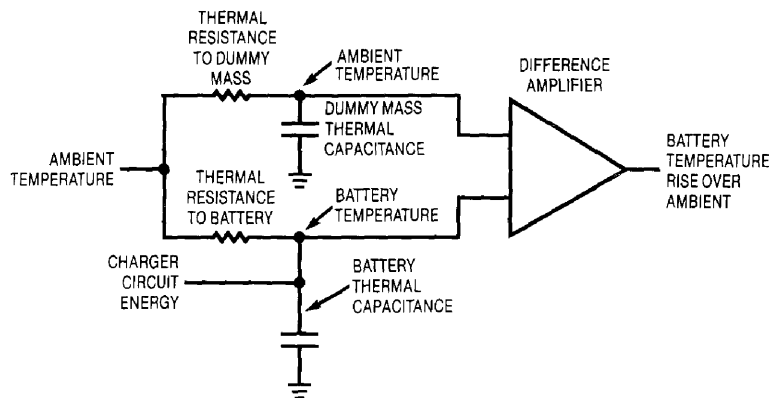 THERMAL
RESISTANCE
TO DUMMY
MASS
AMBIENT
TEMPERATURE
DIFFERENCE
AMPLIFIER
DUMMY MASS
THERMAL
CAPACITANCE
AMBIENT
TEMPERATURE
THERMAL
RESISTANCE
TO BATTERY
BATTERY
TEMPERATURE
BATTERY
TEMPERATURE
RISE OVER
AMBIENT
CHARGER
CIRCUIT
ENERGY
BATTERY
THERMAL
CAPACITANCE